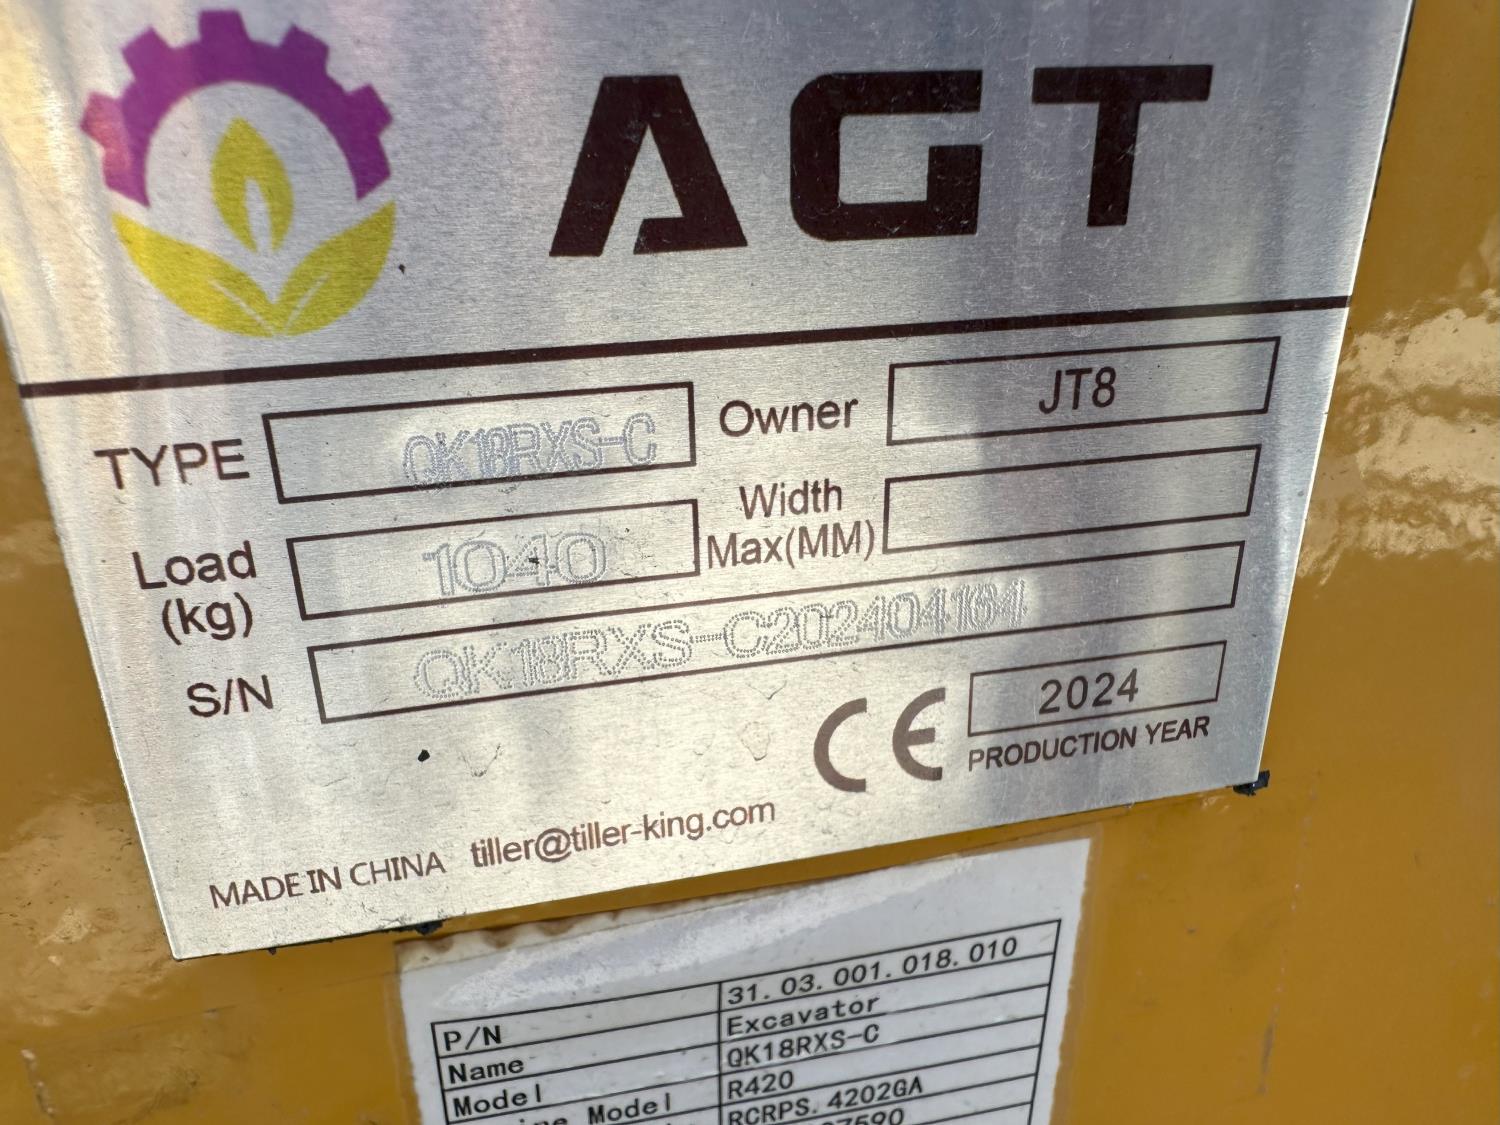 AGT
TYPE QK18RXS-C Owner JT8
Load (kg) 1040 Width Max(MM)
S/N QK18RXS-C202404164
CE 2024
PRODUCTION YEAR
MADE IN CHINA tiller@tiller-king.com
P/N 31.03.001.018.010
Name Excavator
Model QK18RXS-C
Model R420
RCRPS.4202GA